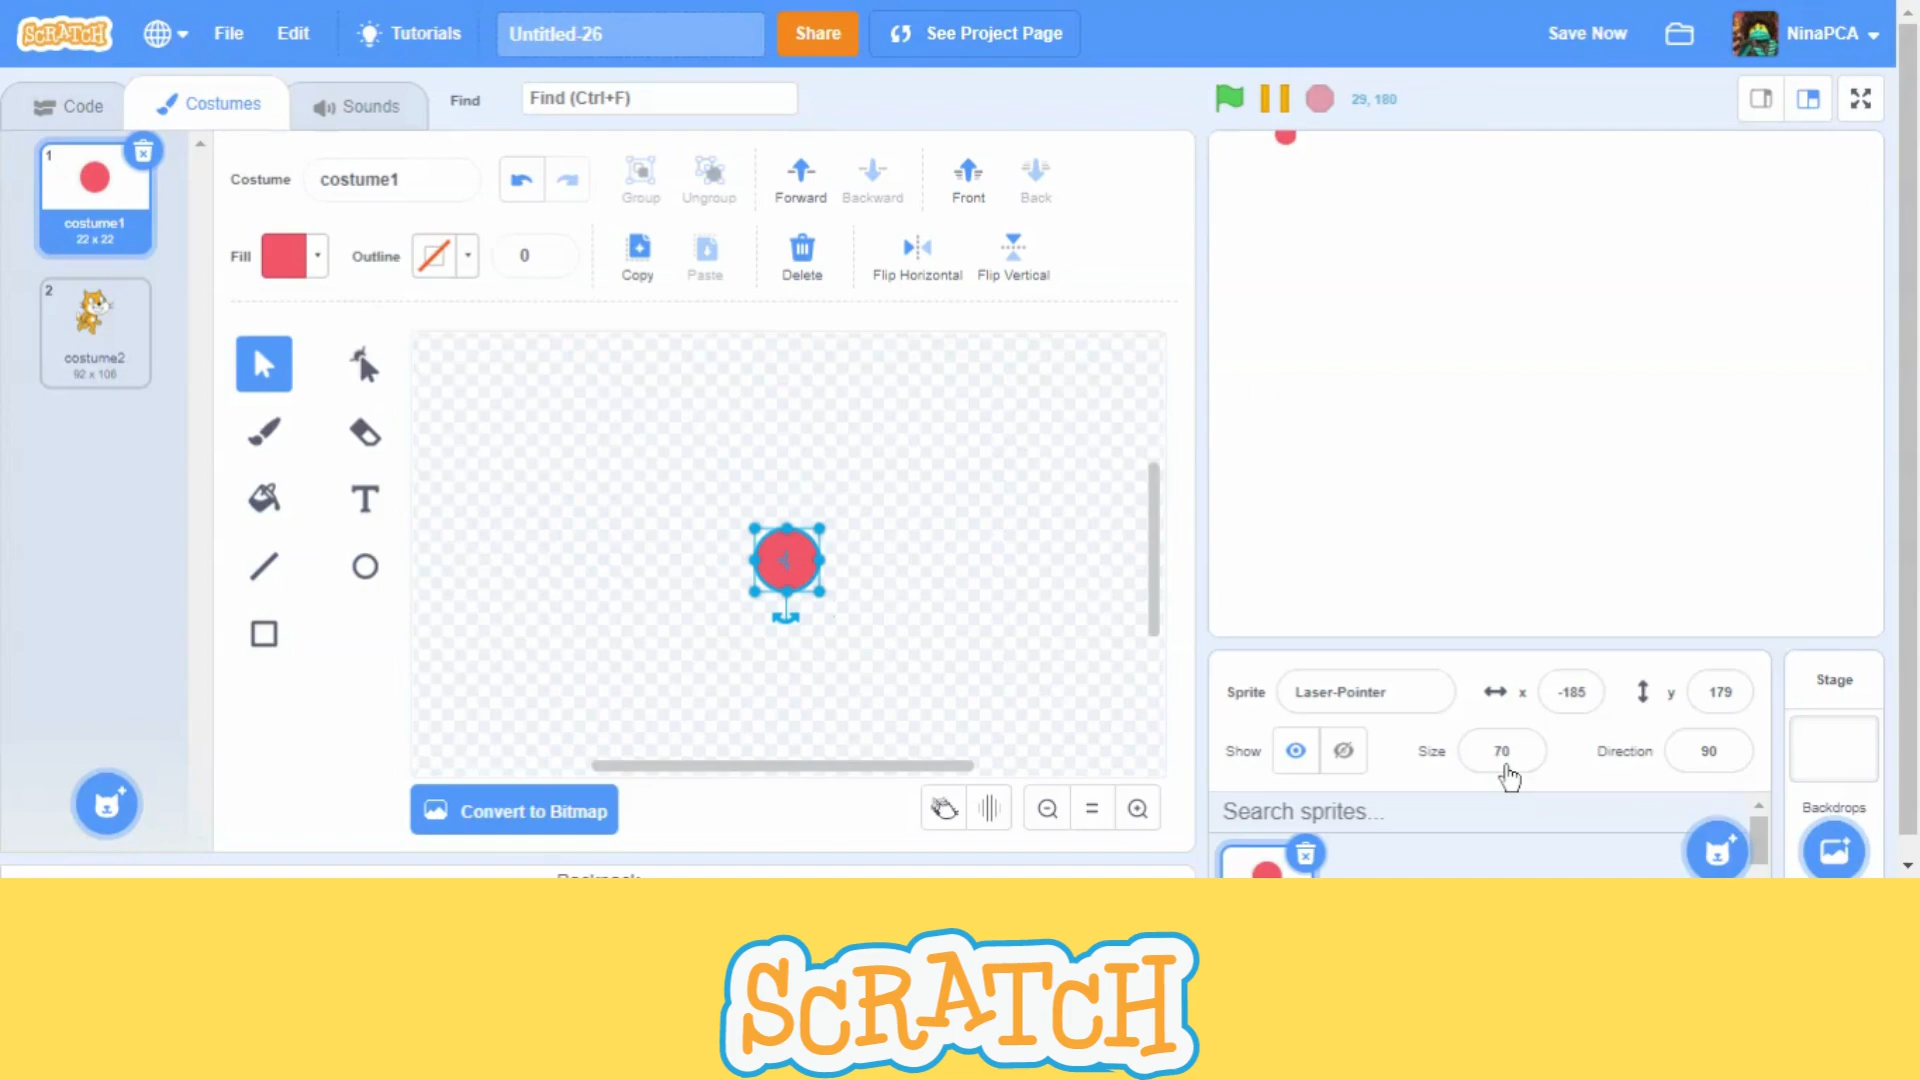 SCRATCH
File
Edit
Tutorials
Untitled-26
Share
See Project Page
Save Now
NinaPCA
Code
Costumes
Sounds
Find
Find (Ctrl+F)
29, 180
1
costume1
22 x 22
2
costume2
92 x 106
Costume
costume1
Group
Ungroup
Forward
Backward
Front
Back
Fill
Outline
0
Copy
Paste
Delete
Flip Horizontal
Flip Vertical
T
Convert to Bitmap
Sprite
Laser-Pointer
x
-185
y
179
Show
Size
70
Direction
90
Search sprites...
Stage
Backdrops
SCRATCH